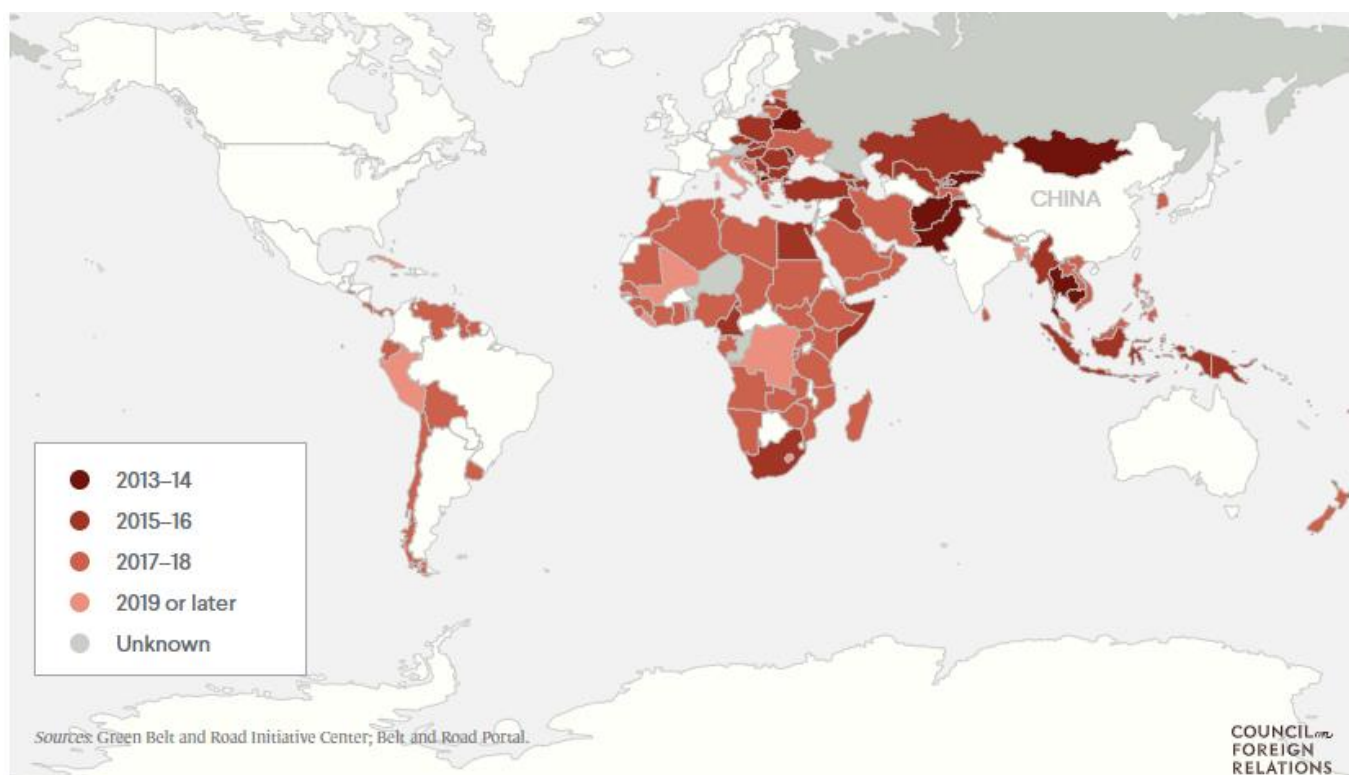 CHINA
2013–14
2015–16
2017–18
2019 or later
Unknown
Sources: Green Belt and Road Initiative Center; Belt and Road Portal.
COUNCIL on
FOREIGN
RELATIONS